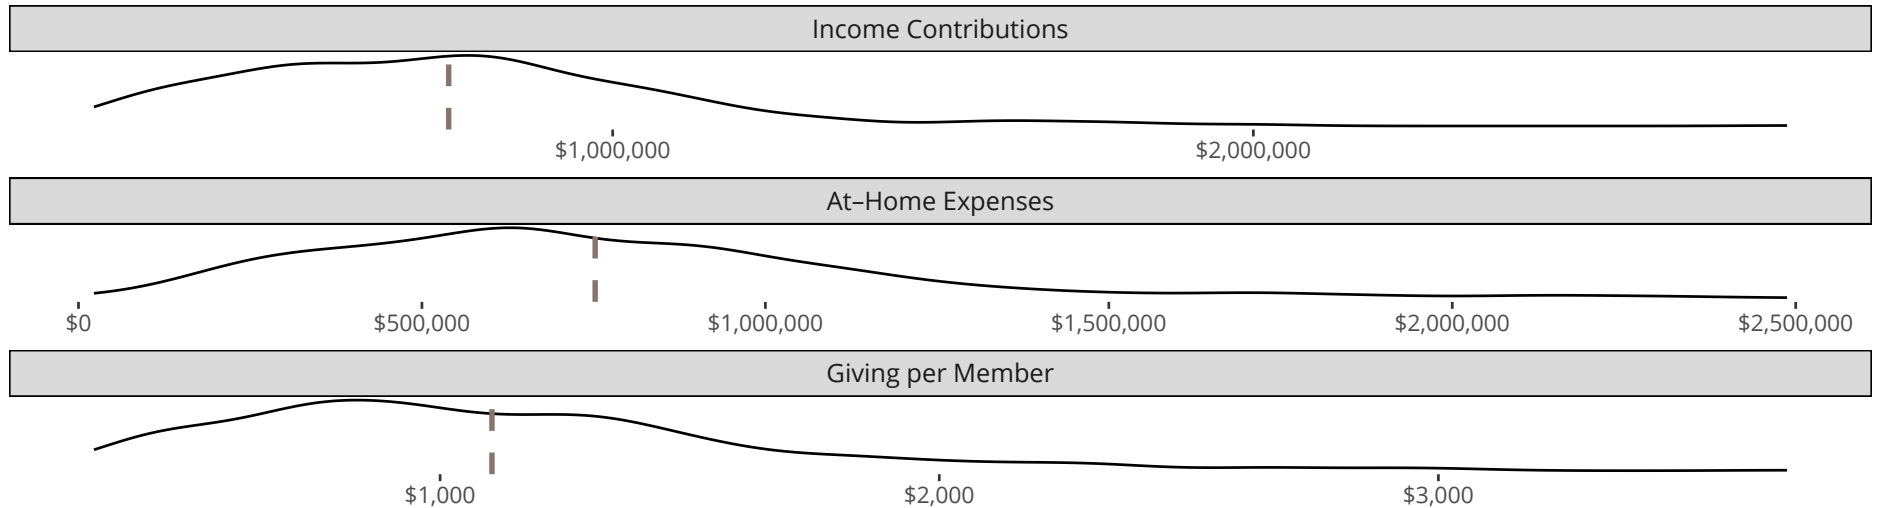 Income Contributions
$1,000,000 $2,000,000
At–Home Expenses
$0 $500,000 $1,000,000 $1,500,000 $2,000,000 $2,500,000
Giving per Member
$1,000 $2,000 $3,000